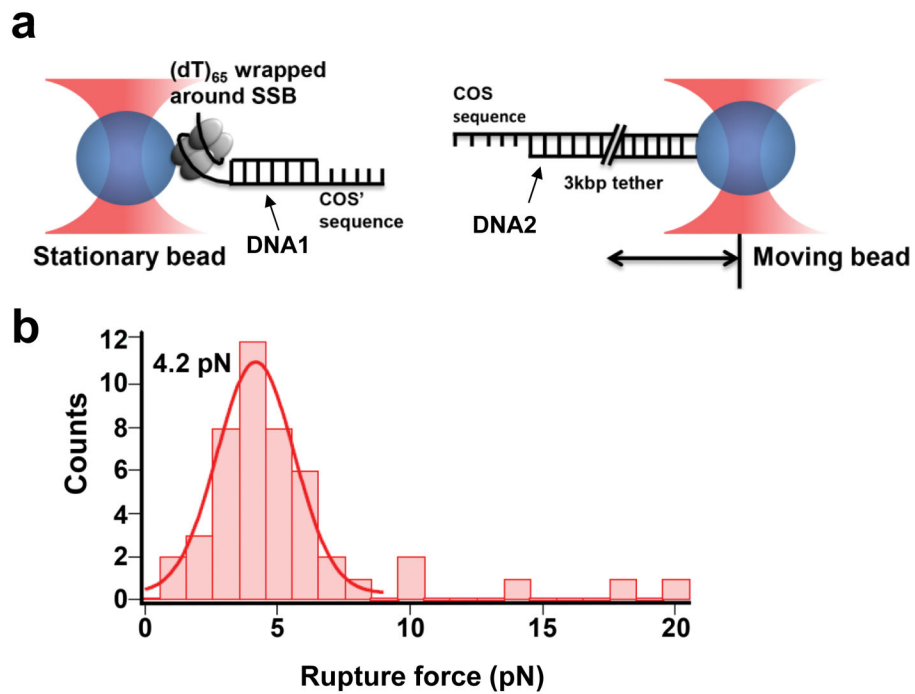 a
(dT)65 wrapped
around SSB
COS
sequence
COS'
sequence
3kbp tether
DNA1
DNA2
Stationary bead
Moving bead
b
12
10
8
6
4
2
0
Counts
4.2 pN
0 5 10 15 20
Rupture force (pN)